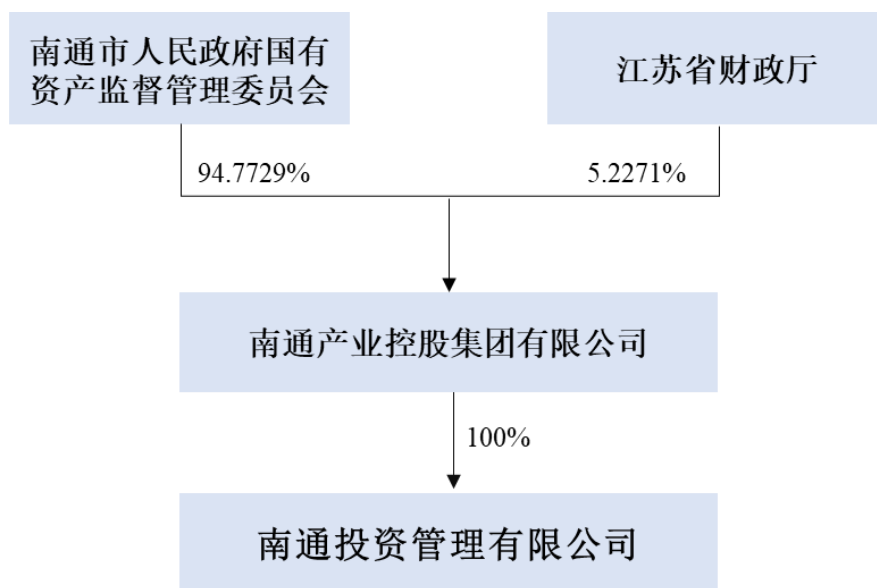 南通市人民政府国有
资产监督管理委员会
江苏省财政厅
94.7729%
5.2271%
南通产业控股集团有限公司
100%
南通投资管理有限公司